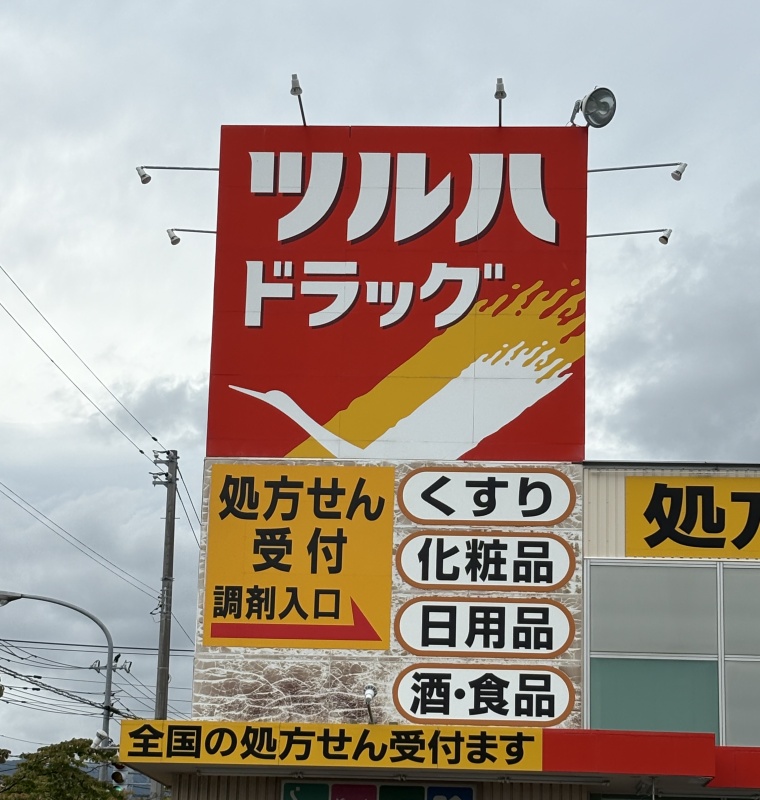 ツルハ
ドラッグ
処方せん
受付
調剤入口
くすり
化粧品
日用品
酒・食品
処方
全国の処方せん受付ます